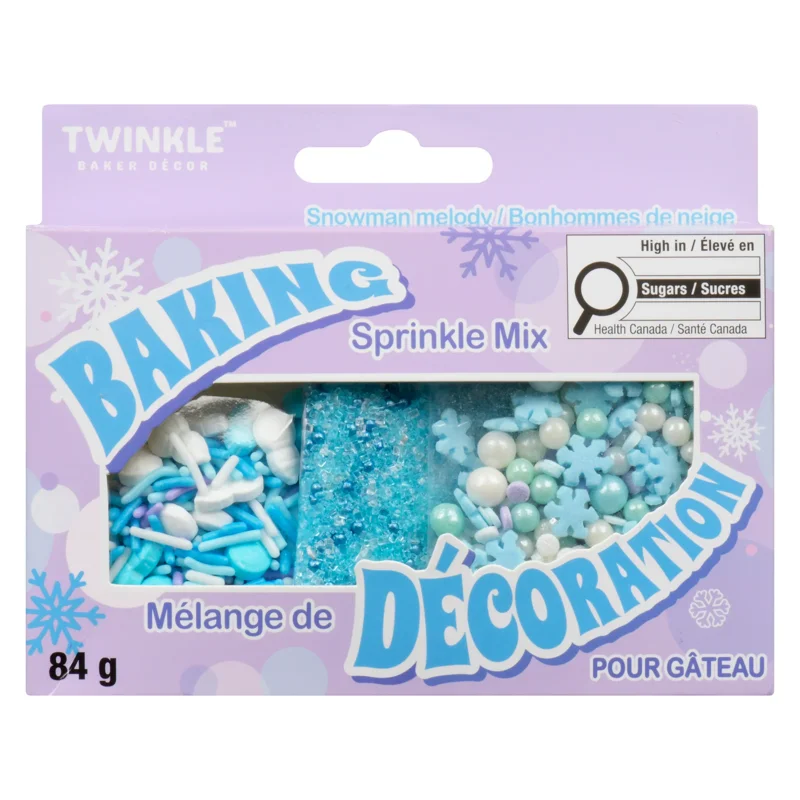 TWINKLE™
BAKER DÉCOR
Snowman melody / Bonhommes de neige
High in / Élevé en
Sugars / Sucres
Health Canada / Santé Canada
BAKING
Sprinkle Mix
DÉCORATION
Mélange de
84 g
POUR GÂTEAU